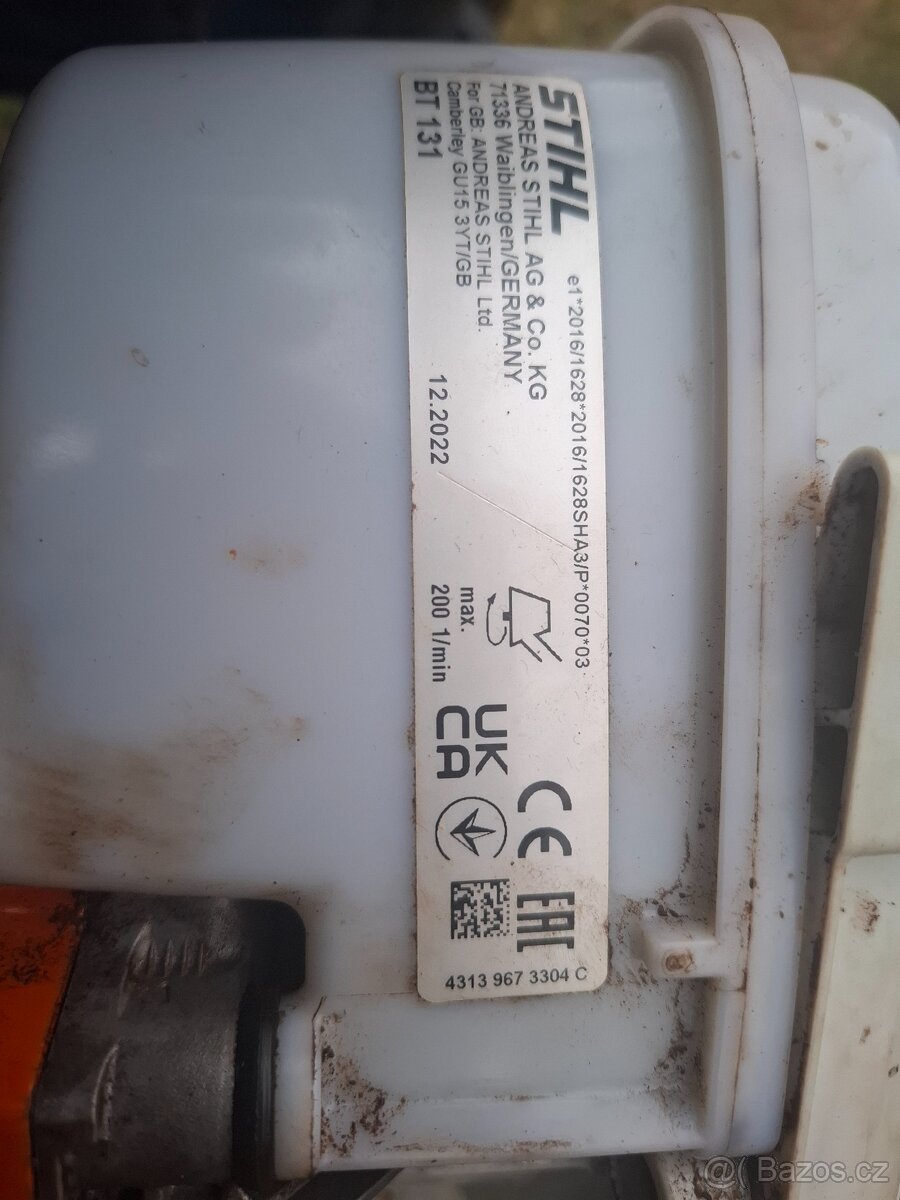 STIHL
e1*2016/1628*2016/1628SHA3/P*0070*03
ANDREAS STIHL AG & Co. KG
71336 Waiblingen/GERMANY
For GB: ANDREAS STIHL Ltd.
Camberley GU15 3YT/GB
BT 131
12.2022
max.
200 1/min
UK
CA
CE
EAC
4313 967 3304 C
@( Bazos.cz